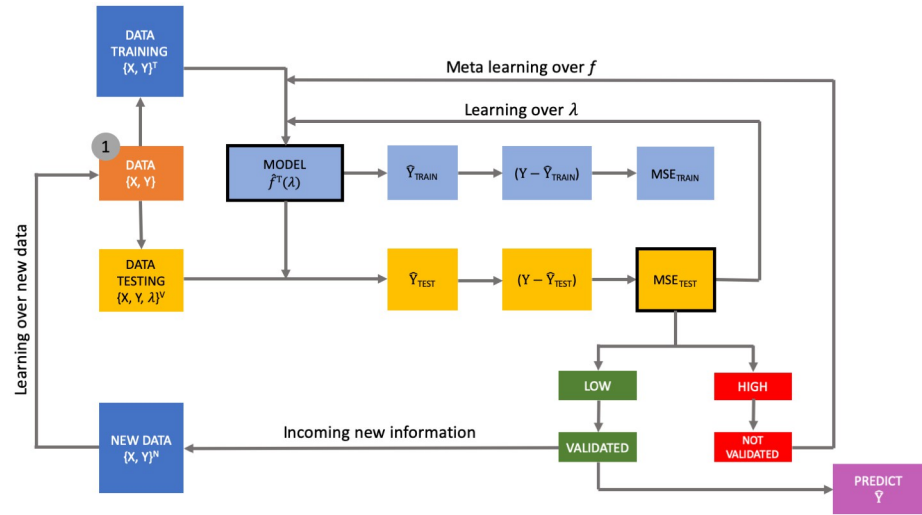 DATA
TRAINING
{X, Y}ᵀ
Meta learning over f
Learning over λ
1
DATA
{X, Y}
MODEL
f̂ᵀ(λ)
Ŷ_TRAIN
(Y − Ŷ_TRAIN)
MSE_TRAIN
DATA
TESTING
{X, Y, λ}ⱽ
Ŷ_TEST
(Y − Ŷ_TEST)
MSE_TEST
Learning over new data
LOW
HIGH
NEW DATA
{X, Y}ᴺ
Incoming new information
VALIDATED
NOT
VALIDATED
PREDICT
Ŷ